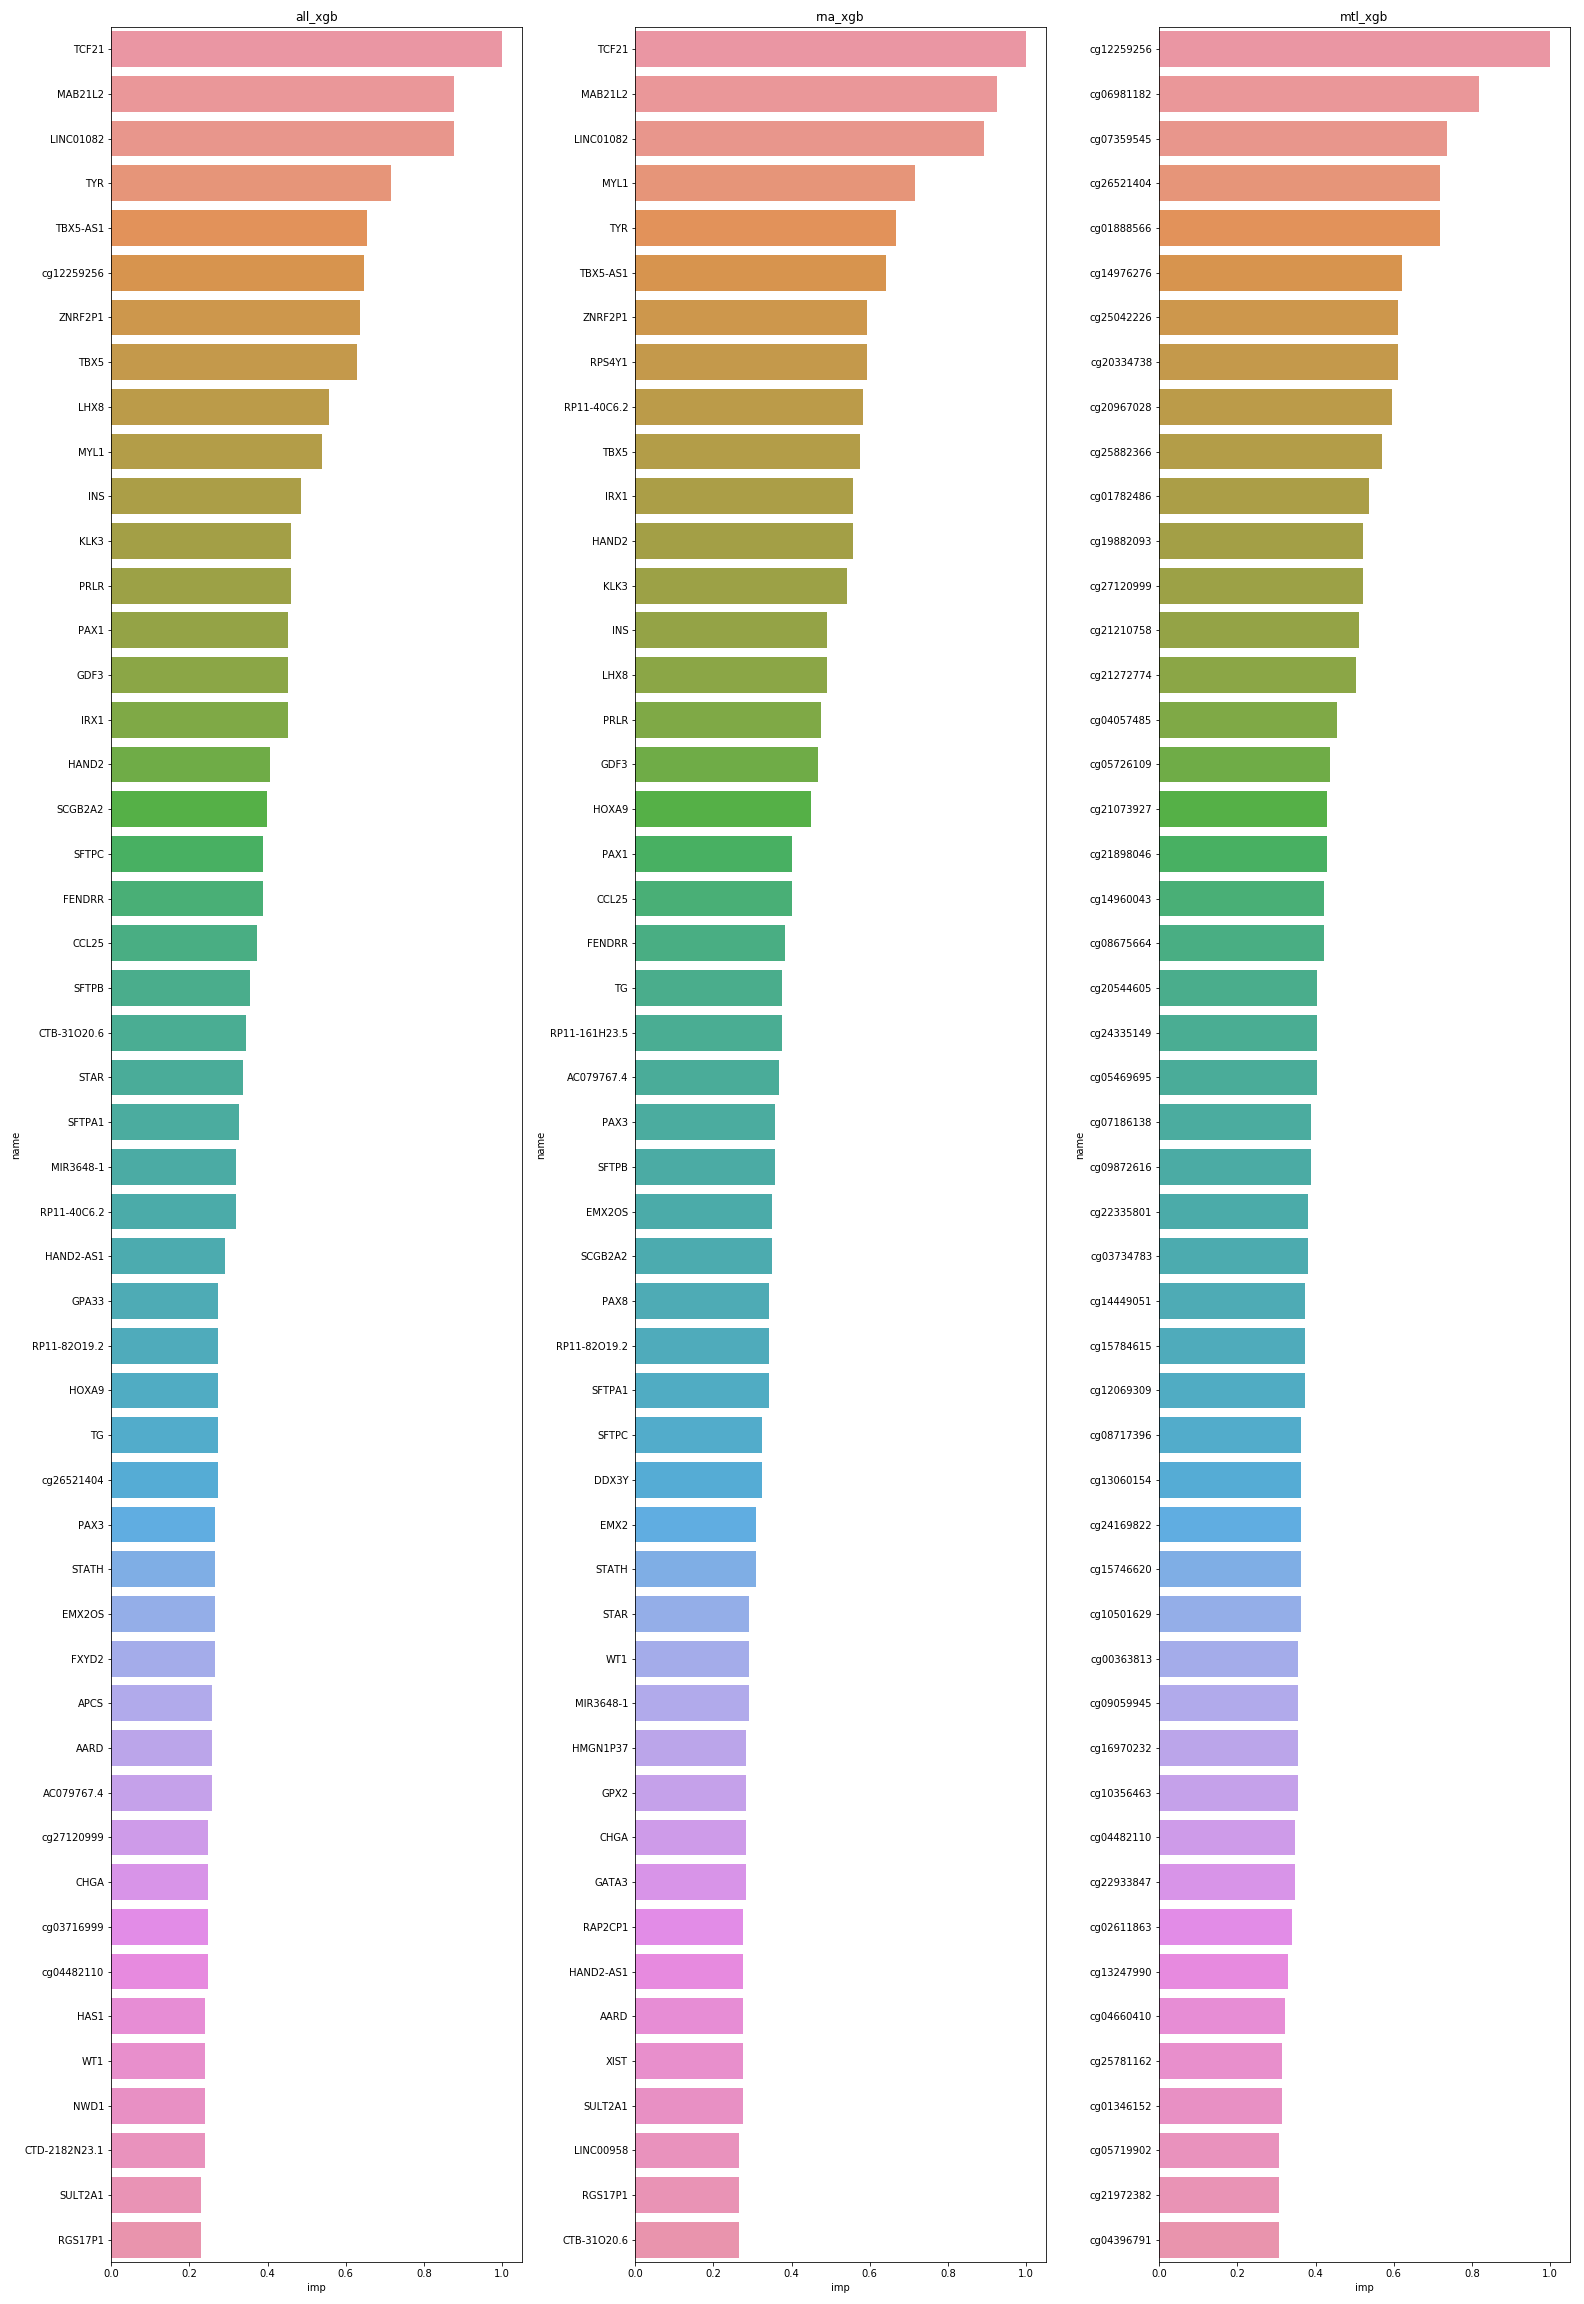 all_xgb
TCF21
MAB21L2
LINC01082
TYR
TBX5-AS1
cg12259256
ZNRF2P1
TBX5
LHX8
MYL1
INS
KLK3
PRLR
PAX1
GDF3
IRX1
HAND2
SCGB2A2
SFTPC
FENDRR
CCL25
SFTPB
CTB-31O20.6
STAR
SFTPA1
MIR3648-1
RP11-40C6.2
HAND2-AS1
GPA33
RP11-82O19.2
HOXA9
TG
cg26521404
PAX3
STATH
EMX2OS
FXYD2
APCS
AARD
AC079767.4
cg27120999
CHGA
cg03716999
cg04482110
HAS1
WT1
NWD1
CTD-2182N23.1
SULT2A1
RGS17P1
name
0.0 0.2 0.4 0.6 0.8 1.0
imp
rna_xgb
TCF21
MAB21L2
LINC01082
MYL1
TYR
TBX5-AS1
ZNRF2P1
RPS4Y1
RP11-40C6.2
TBX5
IRX1
HAND2
KLK3
INS
LHX8
PRLR
GDF3
HOXA9
PAX1
CCL25
FENDRR
TG
RP11-161H23.5
AC079767.4
PAX3
SFTPB
EMX2OS
SCGB2A2
PAX8
RP11-82O19.2
SFTPA1
SFTPC
DDX3Y
EMX2
STATH
STAR
WT1
MIR3648-1
HMGN1P37
GPX2
CHGA
GATA3
RAP2CP1
HAND2-AS1
AARD
XIST
SULT2A1
LINC00958
RGS17P1
CTB-31O20.6
name
0.0 0.2 0.4 0.6 0.8 1.0
imp
mtl_xgb
cg12259256
cg06981182
cg07359545
cg26521404
cg01888566
cg14976276
cg25042226
cg20334738
cg20967028
cg25882366
cg01782486
cg19882093
cg27120999
cg21210758
cg21272774
cg04057485
cg05726109
cg21073927
cg21898046
cg14960043
cg08675664
cg20544605
cg24335149
cg05469695
cg07186138
cg09872616
cg22335801
cg03734783
cg14449051
cg15784615
cg12069309
cg08717396
cg13060154
cg24169822
cg15746620
cg10501629
cg00363813
cg09059945
cg16970232
cg10356463
cg04482110
cg22933847
cg02611863
cg13247990
cg04660410
cg25781162
cg01346152
cg05719902
cg21972382
cg04396791
name
0.0 0.2 0.4 0.6 0.8 1.0
imp